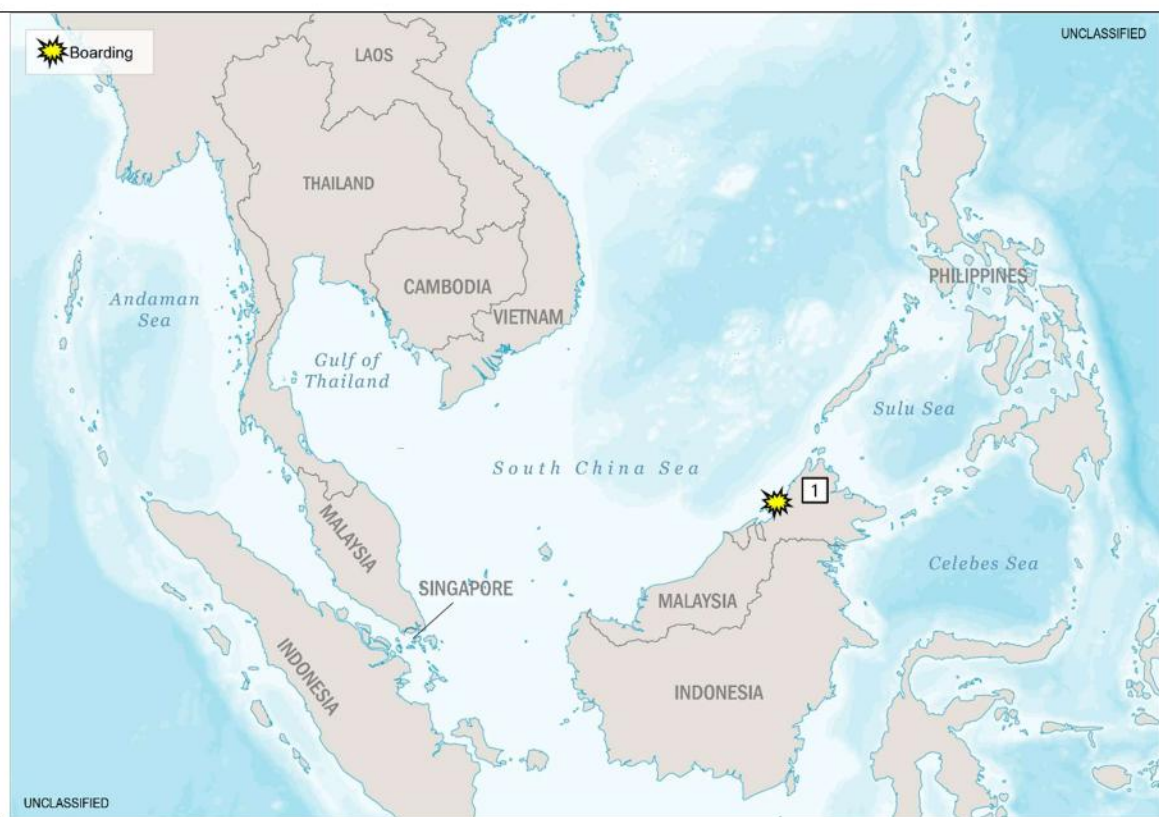 Boarding
UNCLASSIFIED
LAOS
THAILAND
PHILIPPINES
CAMBODIA
Andaman
Sea
VIETNAM
Gulf of
Thailand
Sulu Sea
South China Sea
1
MALAYSIA
Celebes Sea
SINGAPORE
MALAYSIA
INDONESIA
INDONESIA
UNCLASSIFIED